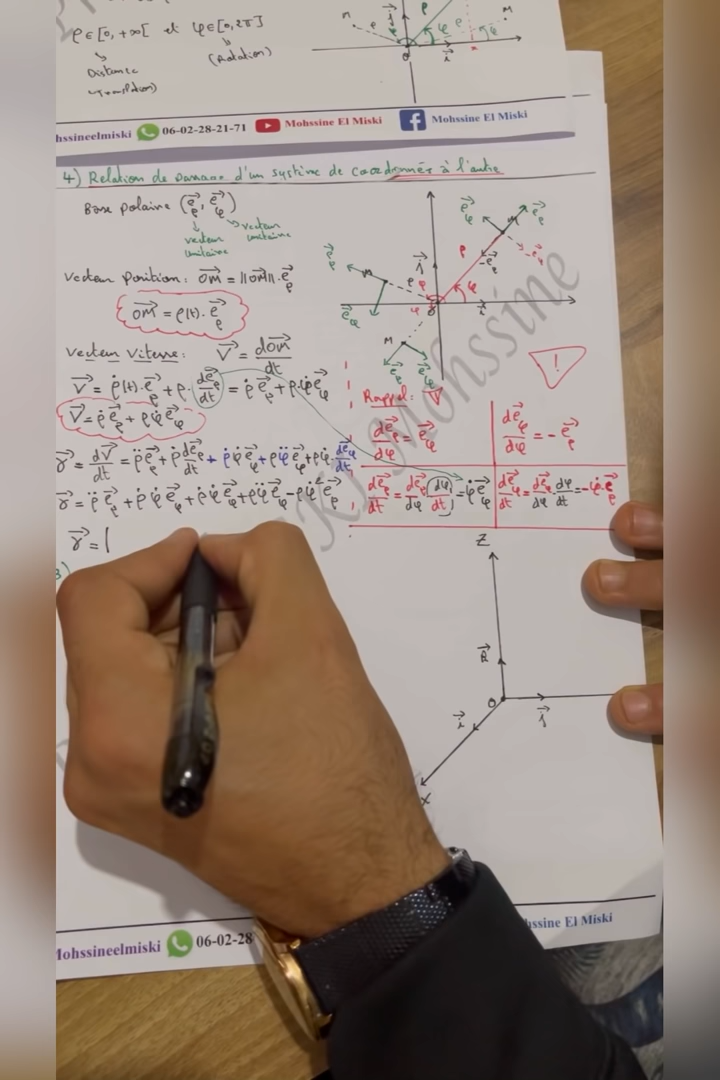 ρ∈[0,+∞[ et φ∈[0,2π]
Distance (Rotation)
hssineelmiski 06-02-28-21-71 Mohssine El Miski Mohssine El Miski
4) Relation de d'un système de coordonnées à l'autre
Base Polaire (e⃗ρ, e⃗φ)
vecteur unitaire vecteur unitaire
Vecteur Position: OM⃗ = ||OM⃗||.e⃗ρ
OM⃗ = ρ(t).e⃗ρ
Vecteur Vitesse: V⃗ = dOM⃗/dt
V⃗ = ρ̇(t).e⃗ρ + ρ.de⃗ρ/dt = ρ̇e⃗ρ + ρ.φ̇e⃗φ
V⃗ = ρ̇e⃗ρ + ρφ̇e⃗φ
γ⃗ = dV⃗/dt = ρ̈e⃗ρ + ρ̇de⃗ρ/dt + ρ̇φ̇e⃗φ + ρφ̈e⃗φ + ρφ̇.de⃗φ/dt
γ⃗ = ρ̈e⃗ρ + ρ̇φ̇e⃗φ + ρ̇φ̇e⃗φ + ρφ̈e⃗φ - ρφ̇²e⃗ρ
γ⃗ = (
Rappel:
de⃗ρ/dφ = e⃗φ
de⃗φ/dφ = -e⃗ρ
de⃗ρ/dt = de⃗ρ/dφ (dφ/dt) = φ̇e⃗φ
de⃗φ/dt = de⃗φ/dφ.dφ/dt = -φ̇.e⃗ρ
!
e⃗φ M e⃗ρ
-e⃗ρ -e⃗ρ
e⃗ρ M ρ φ j⃗ ρ φ
e⃗φ O i⃗
M
e⃗ρ e⃗φ
3)
Z
k⃗
O
i⃗ j⃗
X
Mohssineelmiski 06-02-28 hssine El Miski